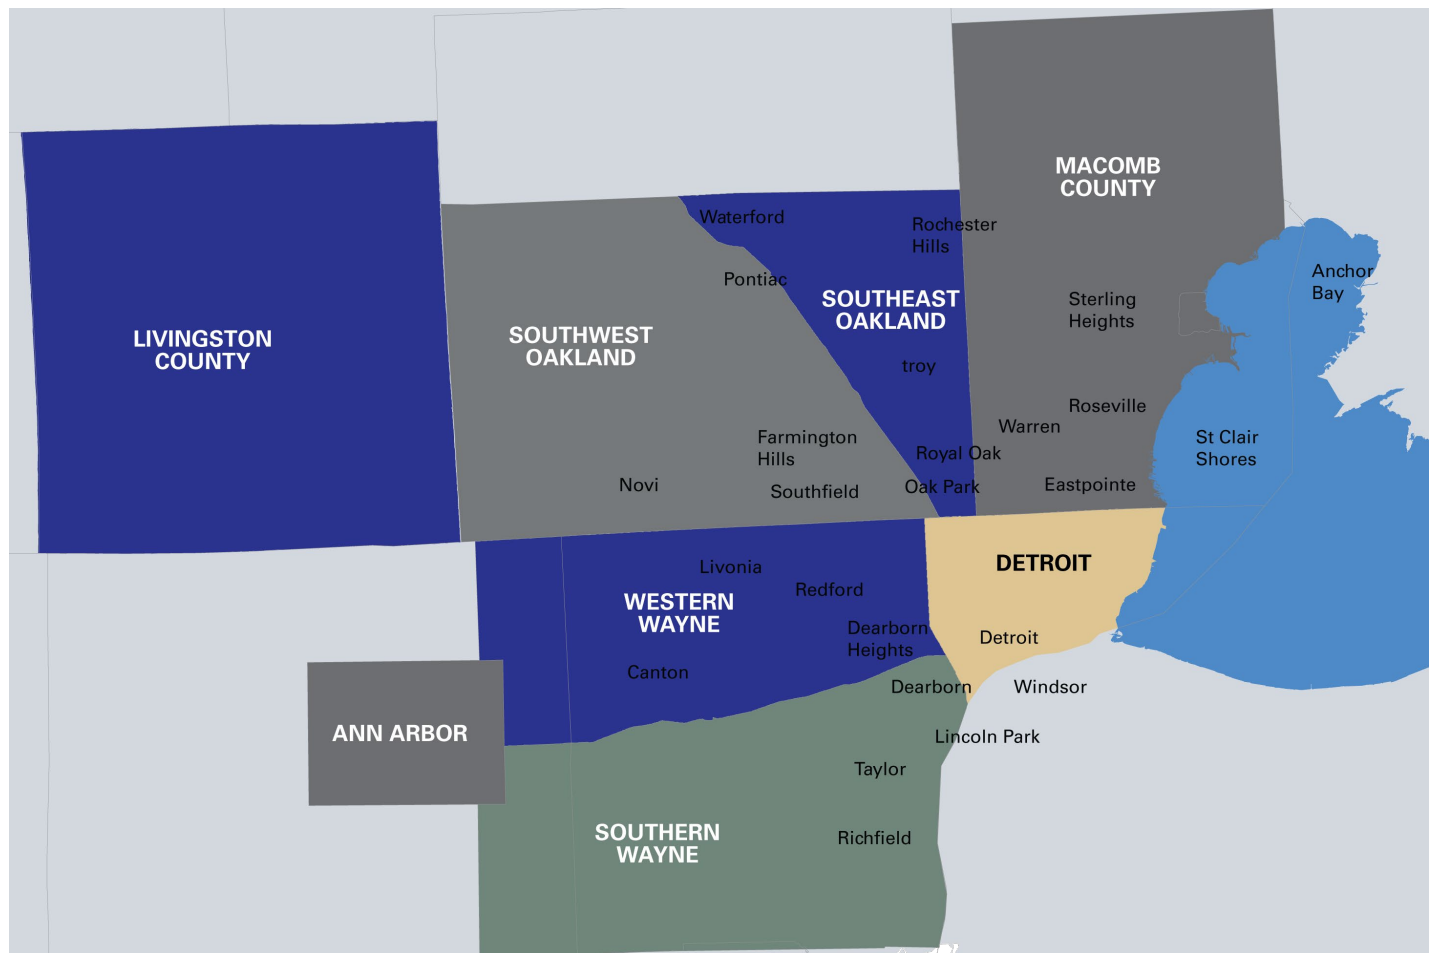 MACOMB
COUNTY
Waterford
Rochester
Hills
Pontiac
Anchor
Bay
SOUTHEAST
OAKLAND
Sterling
Heights
LIVINGSTON
COUNTY
SOUTHWEST
OAKLAND
troy
Roseville
Warren
Farmington
Hills
St Clair
Shores
Royal Oak
Novi
Southfield
Oak Park
Eastpointe
Livonia
DETROIT
Redford
WESTERN
WAYNE
Dearborn
Heights
Detroit
Canton
Dearborn
Windsor
ANN ARBOR
Lincoln Park
Taylor
SOUTHERN
WAYNE
Richfield